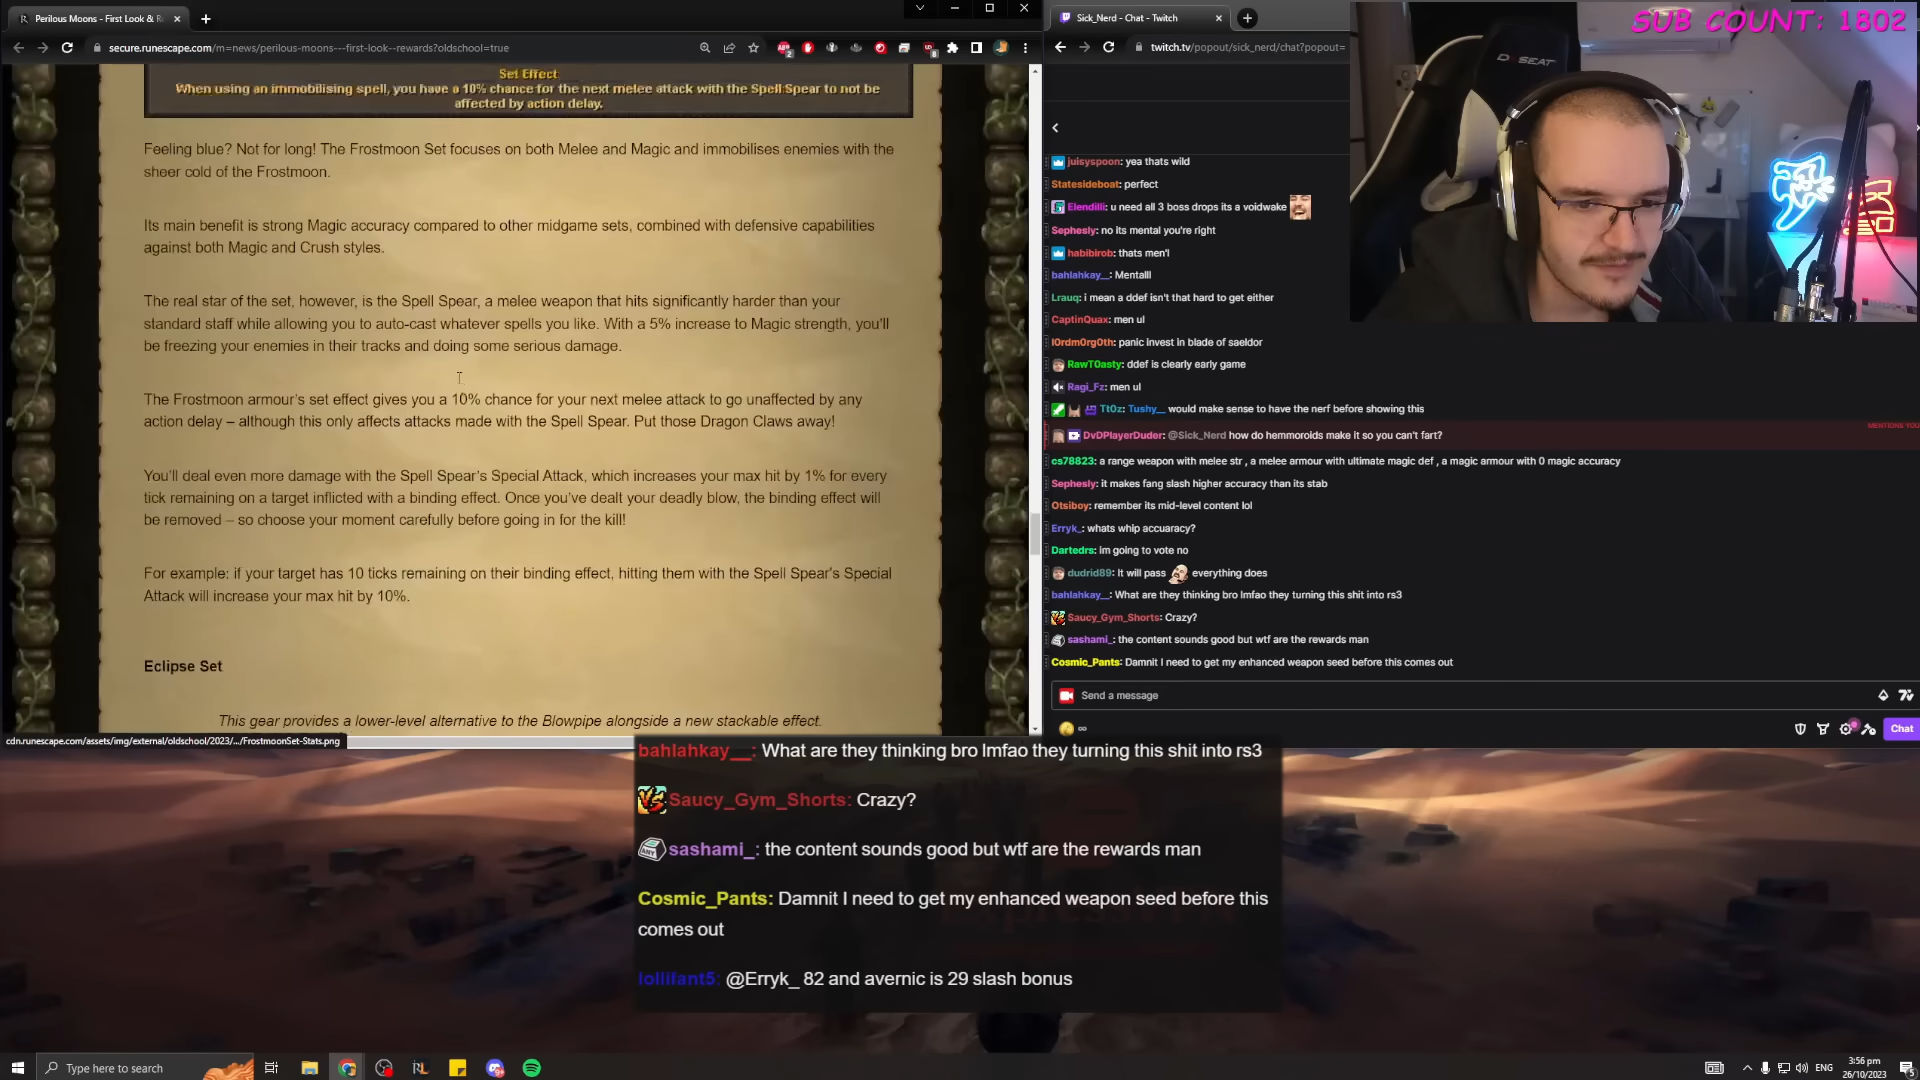 Perilous Moons - First Look & R
secure.runescape.com/m=news/perilous-moons---first-look--rewards?oldschool=true
Set Effect
When using an immobilising spell, you have a 10% chance for the next melee attack with the Spell Spear to not be
affected by action delay.
Feeling blue? Not for long! The Frostmoon Set focuses on both Melee and Magic and immobilises enemies with the
sheer cold of the Frostmoon.
Its main benefit is strong Magic accuracy compared to other midgame sets, combined with defensive capabilities
against both Magic and Crush styles.
The real star of the set, however, is the Spell Spear, a melee weapon that hits significantly harder than your
standard staff while allowing you to auto-cast whatever spells you like. With a 5% increase to Magic strength, you'll
be freezing your enemies in their tracks and doing some serious damage.
The Frostmoon armour's set effect gives you a 10% chance for your next melee attack to go unaffected by any
action delay – although this only affects attacks made with the Spell Spear. Put those Dragon Claws away!
You'll deal even more damage with the Spell Spear's Special Attack, which increases your max hit by 1% for every
tick remaining on a target inflicted with a binding effect. Once you've dealt your deadly blow, the binding effect will
be removed – so choose your moment carefully before going in for the kill!
For example: if your target has 10 ticks remaining on their binding effect, hitting them with the Spell Spear's Special
Attack will increase your max hit by 10%.
Eclipse Set
This gear provides a lower-level alternative to the Blowpipe alongside a new stackable effect.
cdn.runescape.com/assets/img/external/oldschool/2023/.../FrostmoonSet-Stats.png
Sick_Nerd - Chat - Twitch
twitch.tv/popout/sick_nerd/chat?popout=
SUB COUNT: 1802
juisyspoon: yea thats wild
Statesideboat: perfect
Elendilli: u need all 3 boss drops its a voidwake
Sephesly: no its mental you're right
habibirob: thats men'l
bahlahkay__: Mentalll
Lrauq: i mean a ddef isn't that hard to get either
CaptinQuax: men ul
l0rdm0rg0th: panic invest in blade of saeldor
RawT0asty: ddef is clearly early game
Ragi_Fz: men ul
Tt0z: Tushy__ would make sense to have the nerf before showing this
MENTIONS YOU
DvDPlayerDuder: @Sick_Nerd how do hemmoroids make it so you can't fart?
cs78823: a range weapon with melee str , a melee armour with ultimate magic def , a magic armour with 0 magic accuracy
Sephesly: it makes fang slash higher accuracy than its stab
Otsiboy: remember its mid-level content lol
Erryk_: whats whip accuaracy?
Dartedrs: im going to vote no
dudrid89: It will pass everything does
bahlahkay__: What are they thinking bro lmfao they turning this shit into rs3
Saucy_Gym_Shorts: Crazy?
sashami_: the content sounds good but wtf are the rewards man
Cosmic_Pants: Damnit I need to get my enhanced weapon seed before this comes out
Send a message
Chat
bahlahkay__: What are they thinking bro lmfao they turning this shit into rs3
Saucy_Gym_Shorts: Crazy?
sashami_: the content sounds good but wtf are the rewards man
Cosmic_Pants: Damnit I need to get my enhanced weapon seed before this
comes out
lollifant5: @Erryk_ 82 and avernic is 29 slash bonus
Type here to search
ENG
3:56 pm
26/10/2023